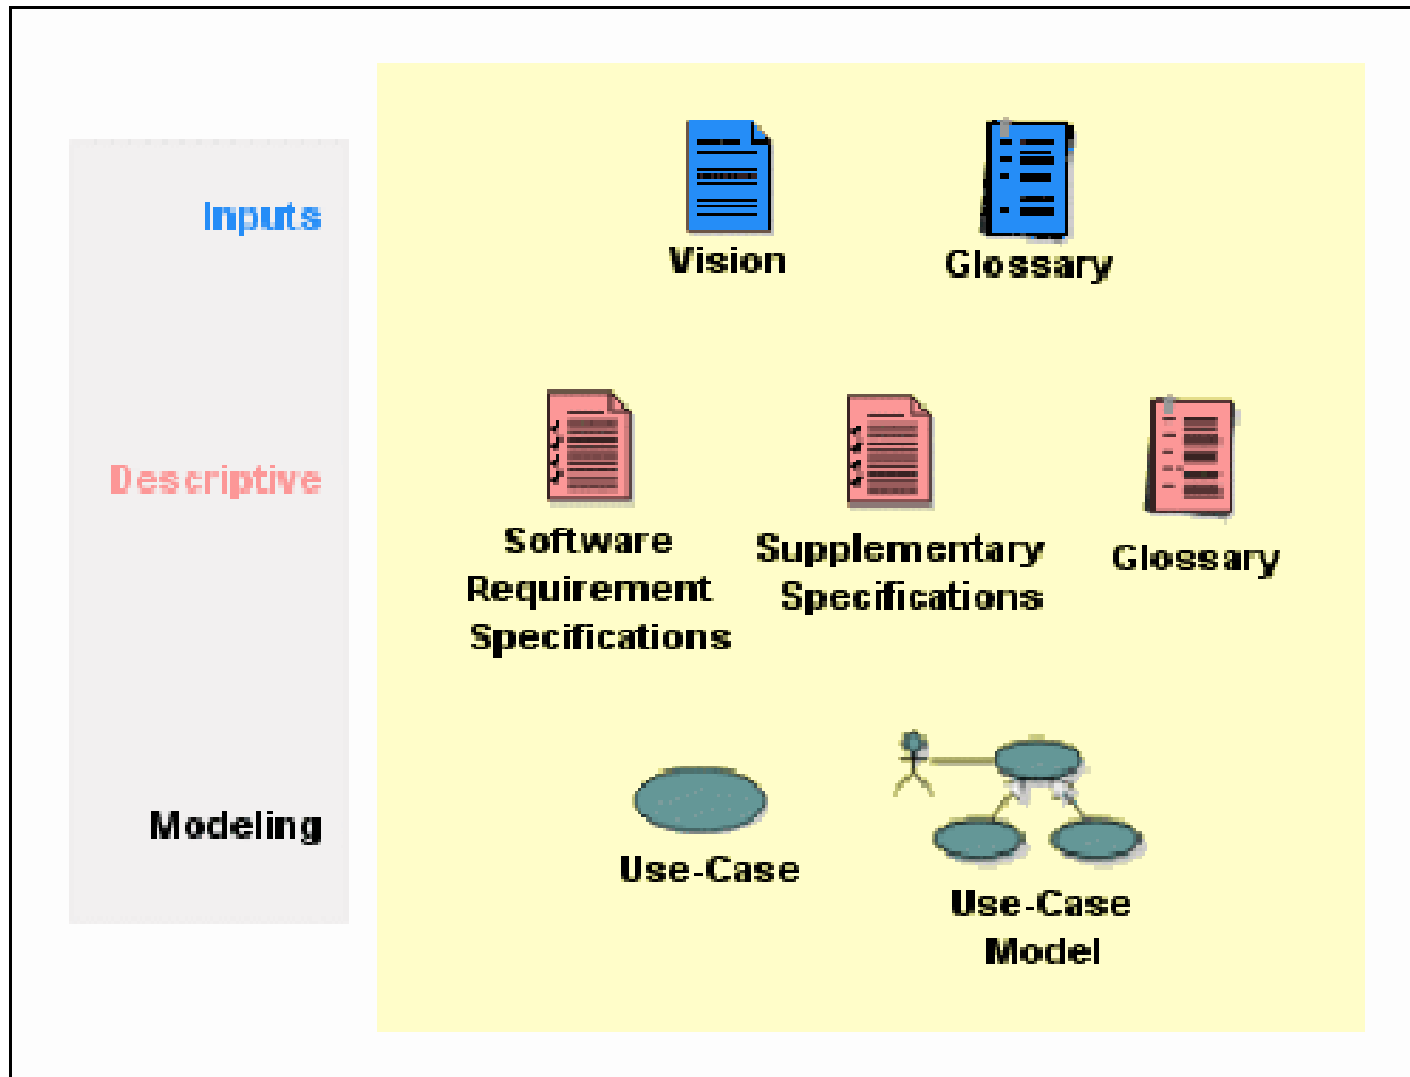 Inputs
Vision
Glossary
Descriptive
Software
Requirement
Specifications
Supplementary
Specifications
Glossary
Modeling
Use-Case
Use-Case
Model